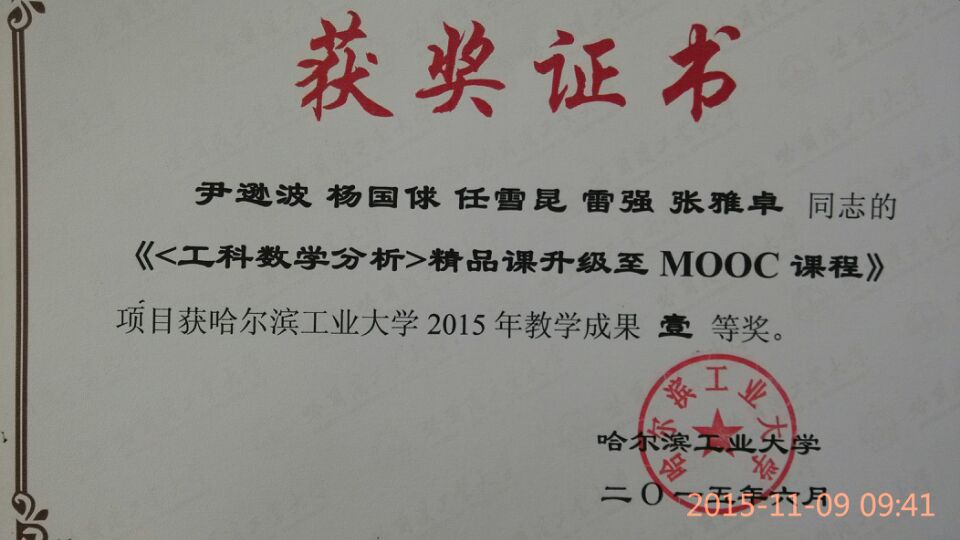 获奖证书
尹逊波 杨国俅 任雪昆 雷强 张雅卓 同志的
《<工科数学分析>精品课升级至 MOOC 课程》
项目获哈尔滨工业大学 2015 年教学成果 壹 等奖。
哈尔滨工业大学
哈尔滨工业大学
二〇一五年六月
2015-11-09 09:41